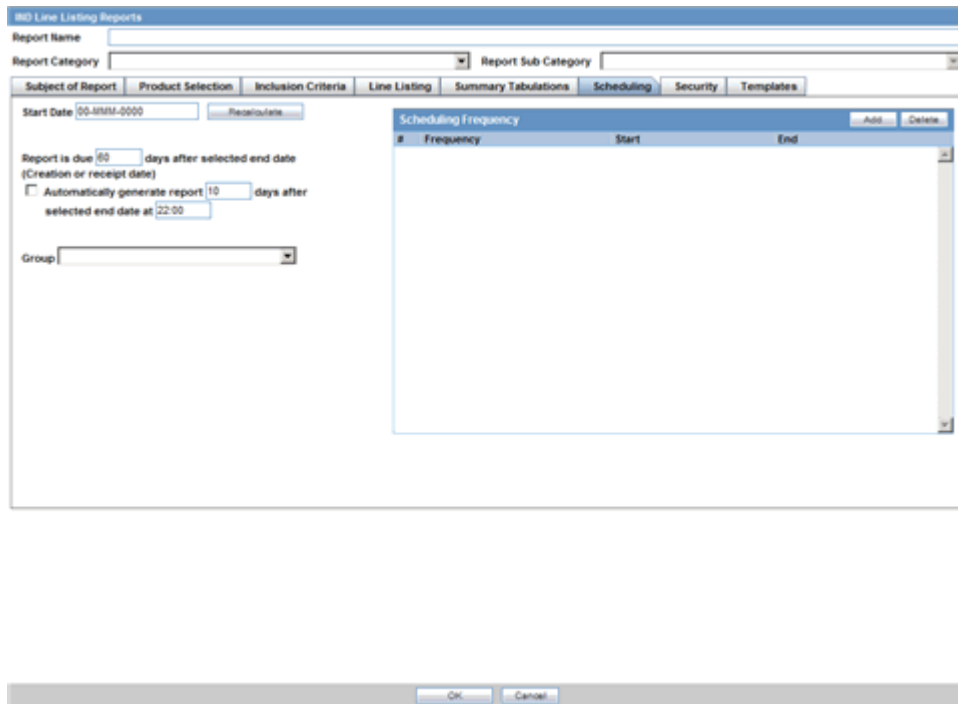 IND Line Listing Reports
Report Name
Report Category Report Sub Category
Subject of Report Product Selection Inclusion Criteria Line Listing Summary Tabulations Scheduling Security Templates
Start Date 00-MMM-0000 Recalculate
Scheduling Frequency Add Delete
# Frequency Start End
Report is due 60 days after selected end date
(Creation or receipt date)
Automatically generate report 10 days after
selected end date at 22:00
Group
OK Cancel